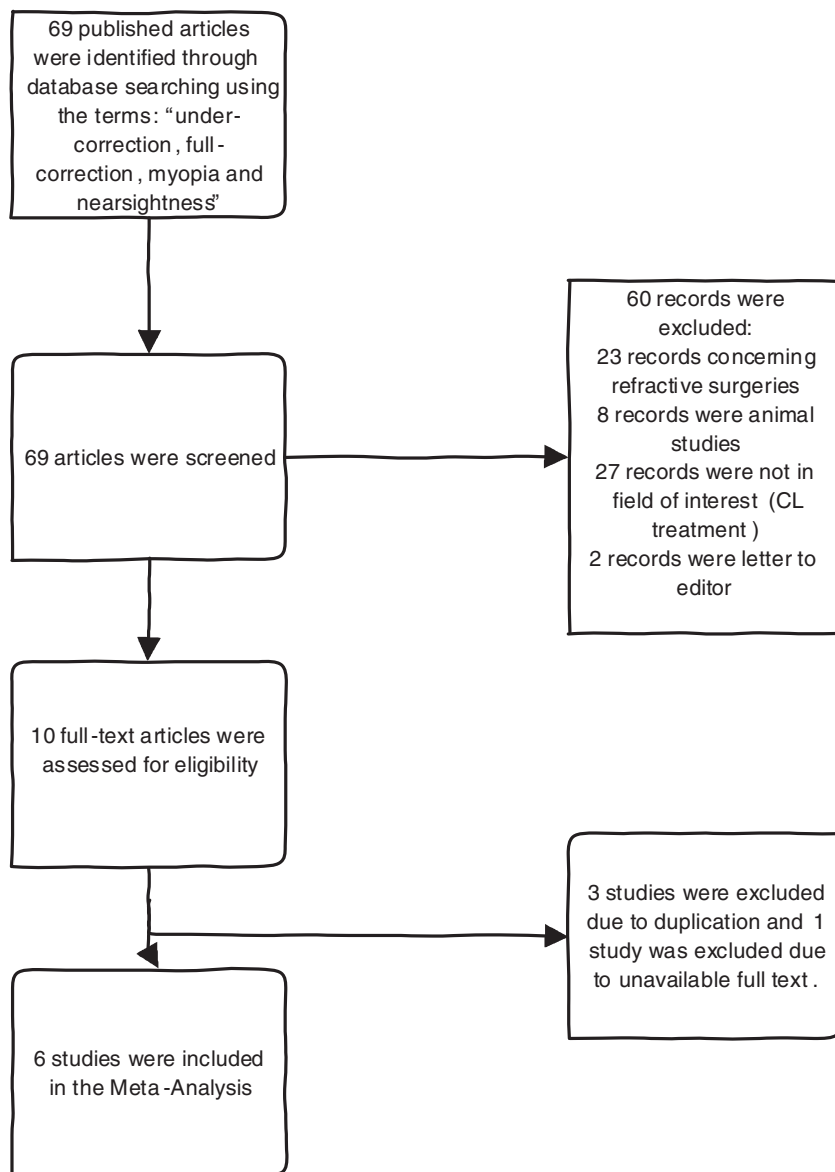 69 published articles
were identified through
database searching using
the terms: “under-
correction, full-
correction, myopia and
nearsightness”
69 articles were screened
60 records were
excluded:
23 records concerning
refractive surgeries
8 records were animal
studies
27 records were not in
field of interest (CL
treatment )
2 records were letter to
editor
10 full-text articles were
assessed for eligibility
3 studies were excluded
due to duplication and 1
study was excluded due
to unavailable full text .
6 studies were included
in the Meta-Analysis